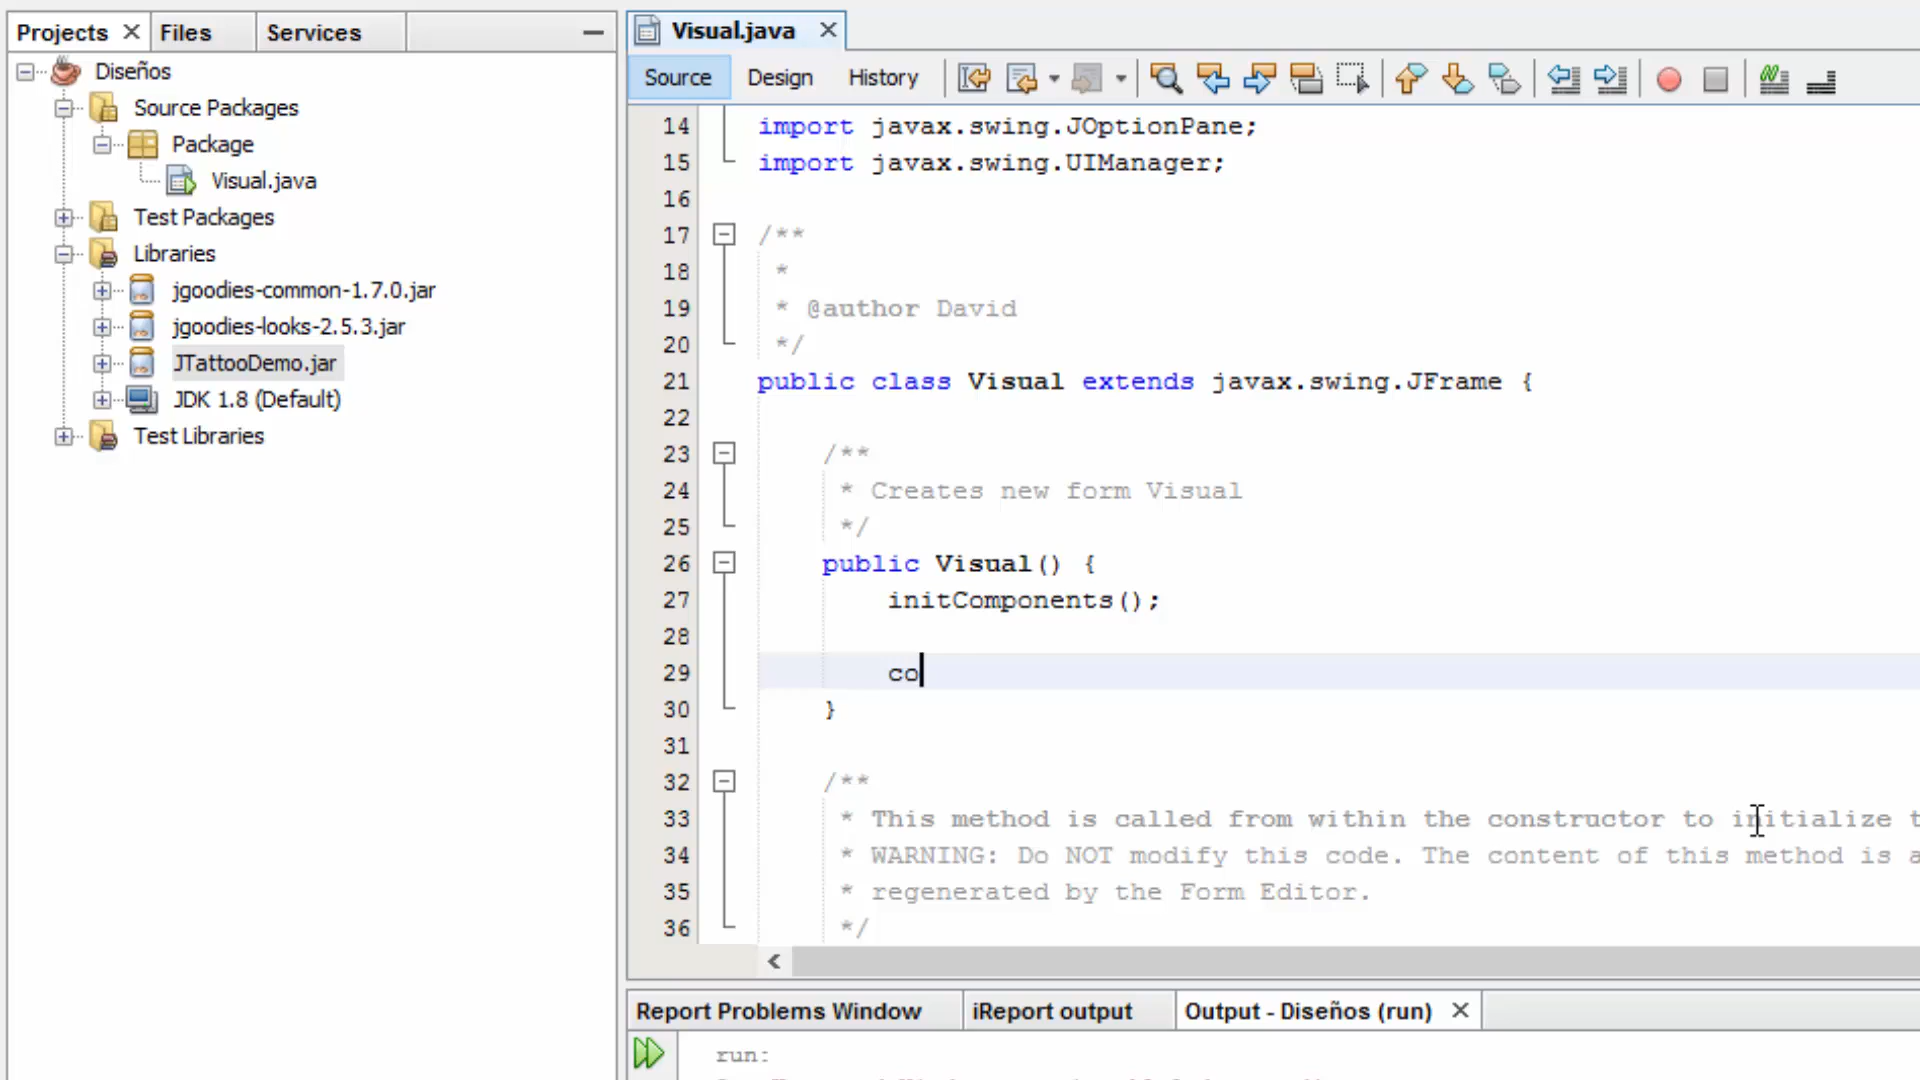 Projects
Files
Services
Diseños
Source Packages
Package
Visual.java
Test Packages
Libraries
jgoodies-common-1.7.0.jar
jgoodies-looks-2.5.3.jar
JTattooDemo.jar
JDK 1.8 (Default)
Test Libraries
Visual.java
Source Design History
14 import javax.swing.JOptionPane;
15 import javax.swing.UIManager;
16
17 /**
18 *
19 * @author David
20 */
21 public class Visual extends javax.swing.JFrame {
22
23 /**
24 * Creates new form Visual
25 */
26 public Visual() {
27 initComponents();
28
29 co
30 }
31
32 /**
33 * This method is called from within the constructor to initialize t
34 * WARNING: Do NOT modify this code. The content of this method is a
35 * regenerated by the Form Editor.
36 */
Report Problems Window
iReport output
Output - Diseños (run)
run: